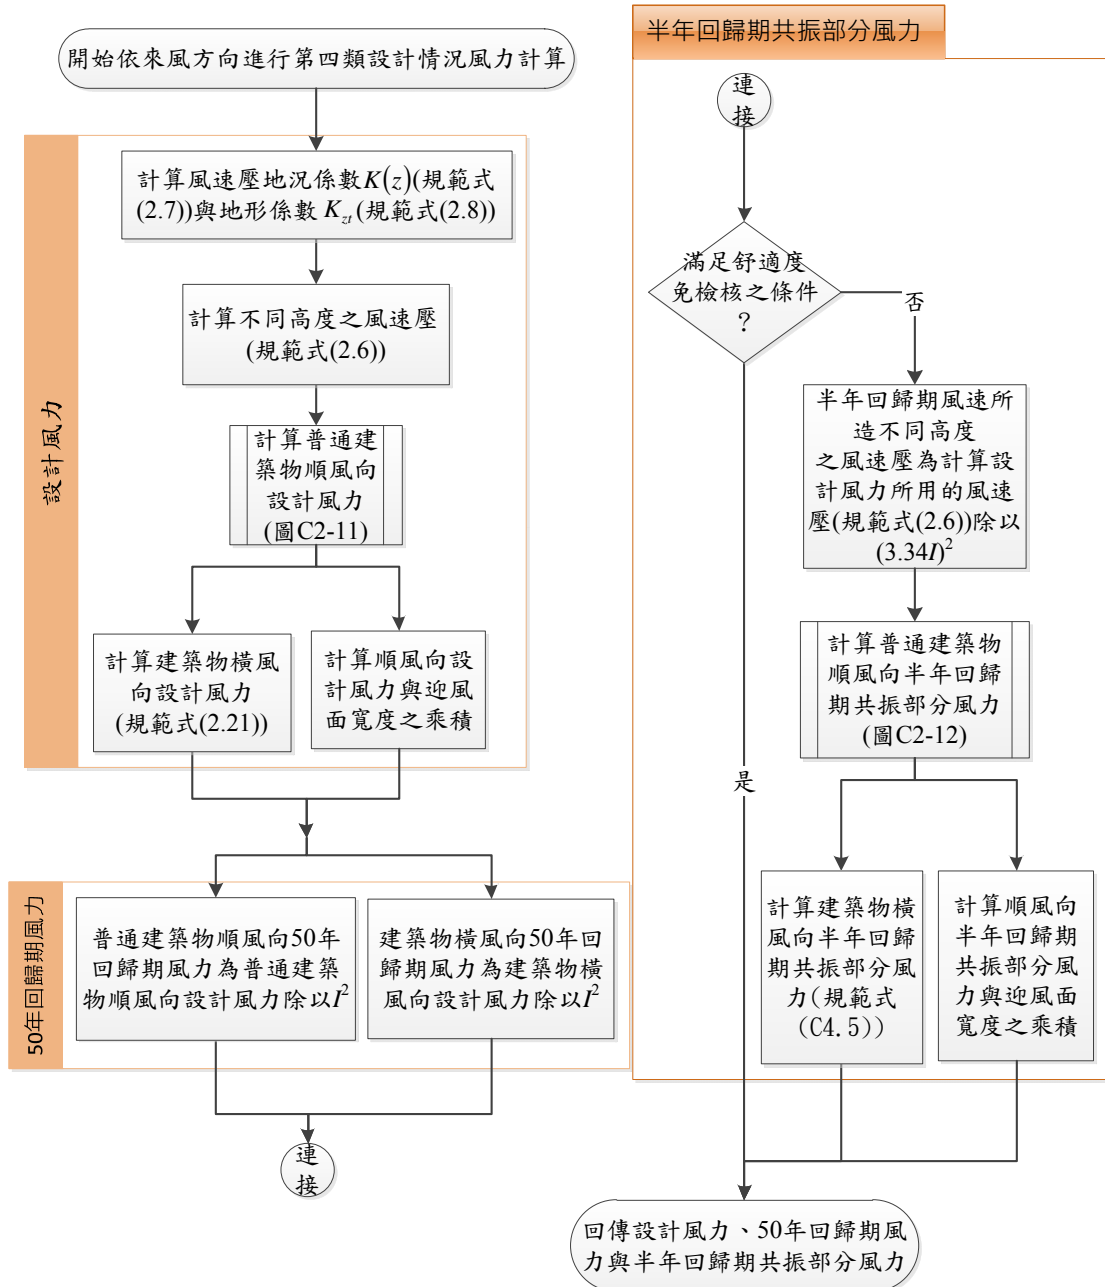 開始依來風方向進行第四類設計情況風力計算
設計風力
計算風速壓地況係數K(z)(規範式
(2.7))與地形係數 Kzt (規範式(2.8))
計算不同高度之風速壓
(規範式(2.6))
計算普通建
築物順風向
設計風力
(圖C2-11)
計算建築物橫風
向設計風力
(規範式(2.21))
計算順風向設
計風力與迎風
面寬度之乘積
50年回歸期風力
普通建築物順風向50年
回歸期風力為普通建築
物順風向設計風力除以I²
建築物橫風向50年回
歸期風力為建築物橫
風向設計風力除以I²
連
接
半年回歸期共振部分風力
連
接
滿足舒適度
免檢核之條件
？
否
半年回歸期風速所
造不同高度
之風速壓為計算設
計風力所用的風速
壓(規範式(2.6))除以
(3.34I)²
計算普通建築物
順風向半年回歸
期共振部分風力
(圖C2-12)
是
計算建築物橫
風向半年回歸
期共振部分風
力(規範式
(C4.5))
計算順風向
半年回歸期
共振部分風
力與迎風面
寬度之乘積
回傳設計風力、50年回歸期風
力與半年回歸期共振部分風力